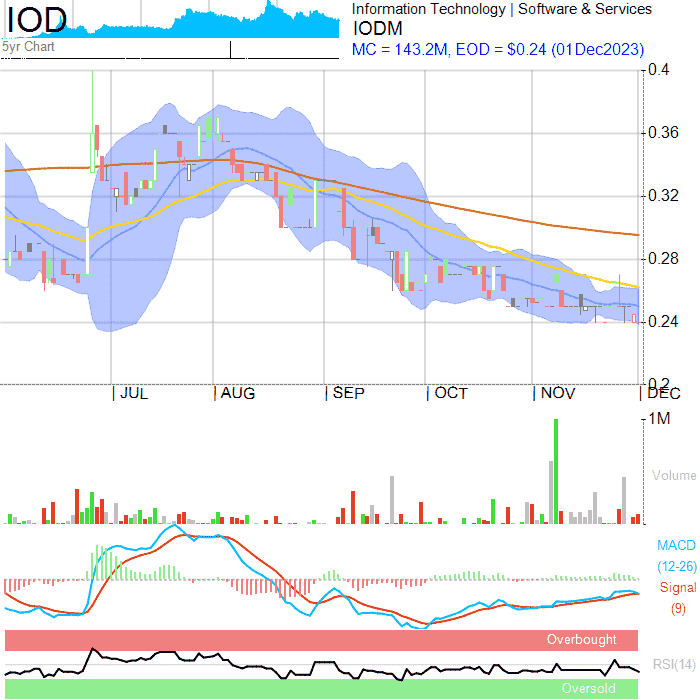 IOD
Information Technology | Software & Services
IODM
5yr Chart
MC = 143.2M, EOD = $0.24 (01Dec2023)
0.4
0.36
0.32
0.28
0.24
0.2
JUL
AUG
SEP
OCT
NOV
DEC
1M
Volume
MACD
(12-26)
Signal
(9)
Overbought
RSI(14)
Oversold